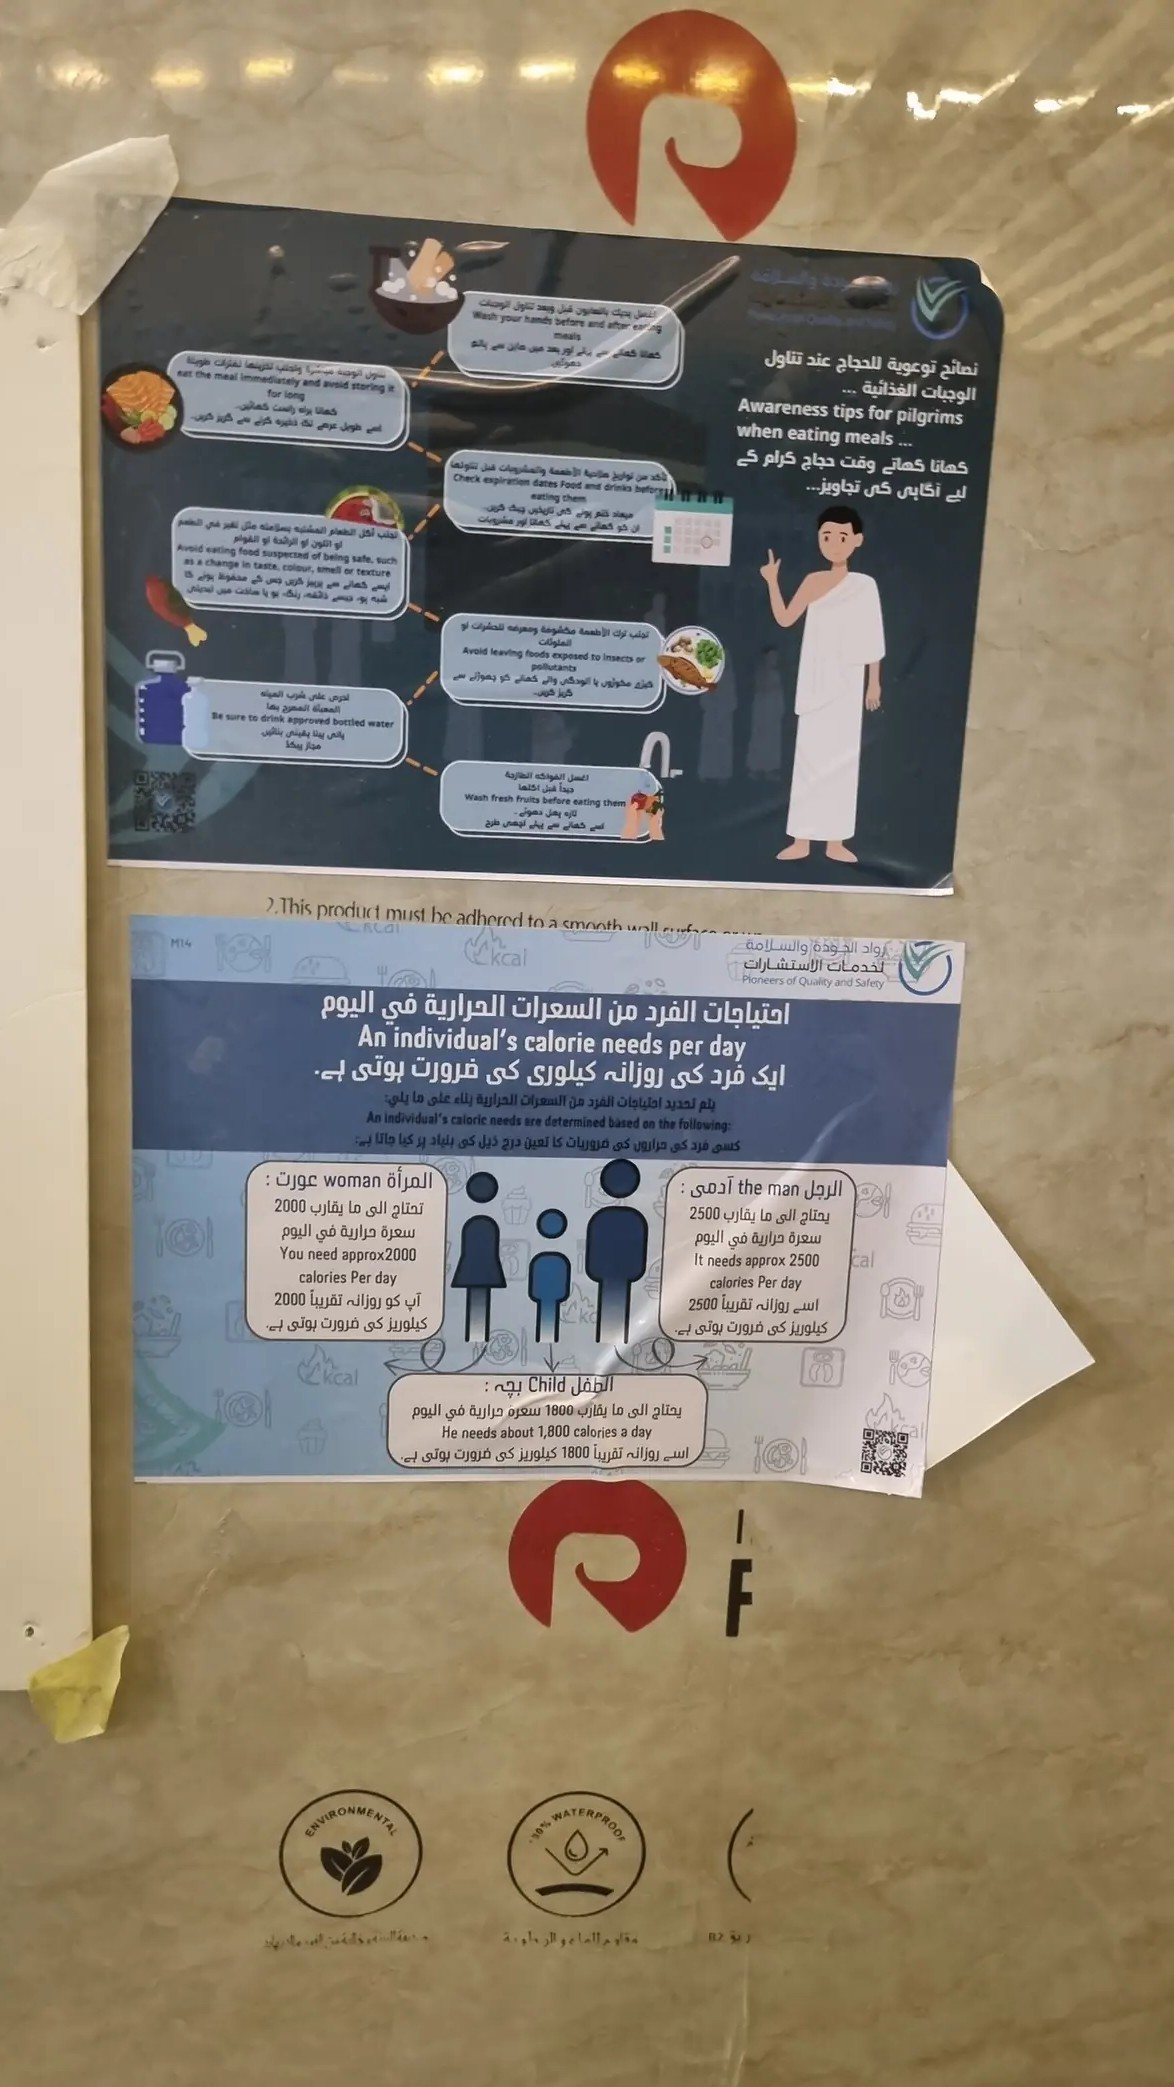 نصائح توعوية للحجاج عند تناول
الوجبات الغذائية ...
Awareness tips for pilgrims
when eating meals ...
کھانا کھاتے وقت حجاج کرام کے
لیے آگاہی کی تجاویز...
اغسل يديك بالصابون قبل وبعد تناول الوجبات
Wash your hands before and after eating
meals
کھانا کھانے سے پہلے اور بعد میں صابن سے ہاتھ
دھوئیں
تناول الوجبة مباشرة وتجنب تخزينها لفترات طويلة
eat the meal immediately and avoid storing it
for long
کھانا براہ راست کھائیں۔
اسے طویل عرصے تک ذخیرہ کرنے سے گریز کریں۔
تأكد من تواريخ صلاحية الأطعمة والمشروبات قبل تناولها
Check expiration dates Food and drinks before
eating them
میعاد ختم ہونے کی تاریخیں چیک کریں۔
ان کو کھانے سے پہلے کھانا اور مشروبات
تجنب أكل الطعام المشتبه بسلامته مثل تغير في الطعم
او اللون او الرائحة او القوام
Avoid eating food suspected of being safe, such
as a change in taste, colour, smell or texture
ایسے کھانے سے پرہیز کریں جس کے محفوظ ہونے کا
شبہ ہو، جیسے ذائقہ، رنگ، بو یا ساخت میں تبدیلی
تجنب ترك الأطعمة مكشوفة ومعرضه للحشرات او
الملوثات
Avoid leaving foods exposed to insects or
pollutants
کیڑے مکوڑوں یا آلودگی والے کھانے کو چھوڑنے سے
گریز کریں۔
احرص على شرب المياه
المعبأة المصرح بها
Be sure to drink approved bottled water
پانی پینا یقینی بنائیں
مجاز پیکڈ
اغسل الفواكه الطازجة
جيداً قبل اكلها
Wash fresh fruits before eating them
تازہ پھل دھوئے۔
اسے کھانے سے پہلے اچھی طرح
2.This product must be adhered to a smooth wall surface
M14
رواد الجودة والسلامة
لخدمات الاستشارات
Pioneers of Quality and Safety
احتياجات الفرد من السعرات الحرارية في اليوم
An individual's calorie needs per day
ایک فرد کی روزانہ کیلوری کی ضرورت ہوتی ہے۔
يتم تحديد احتياجات الفرد من السعرات الحرارية بناء على ما يلي:
An individual's caloric needs are determined based on the following:
کسی فرد کی حراروں کی ضروریات کا تعین درج ذیل کی بنیاد پر کیا جاتا ہے:
الرجل the man آدمی :
يحتاج الى ما يقارب 2500
سعرة حرارية في اليوم
It needs approx 2500
calories Per day
اسے روزانہ تقریباً 2500
کیلوریز کی ضرورت ہوتی ہے۔
المرأة woman عورت :
تحتاج الى ما يقارب 2000
سعرة حرارية في اليوم
You need approx2000
calories Per day
آپ کو روزانہ تقریباً 2000
کیلوریز کی ضرورت ہوتی ہے۔
الطفل Child بچہ :
يحتاج الى ما يقارب 1800 سعرة حرارية في اليوم
He needs about 1,800 calories a day
اسے روزانہ تقریباً 1800 کیلوریز کی ضرورت ہوتی ہے۔
kcal
kcal
kcal
ENVIRONMENTAL
100% WATERPROOF
مقاوم للماء والرطوبة
B2